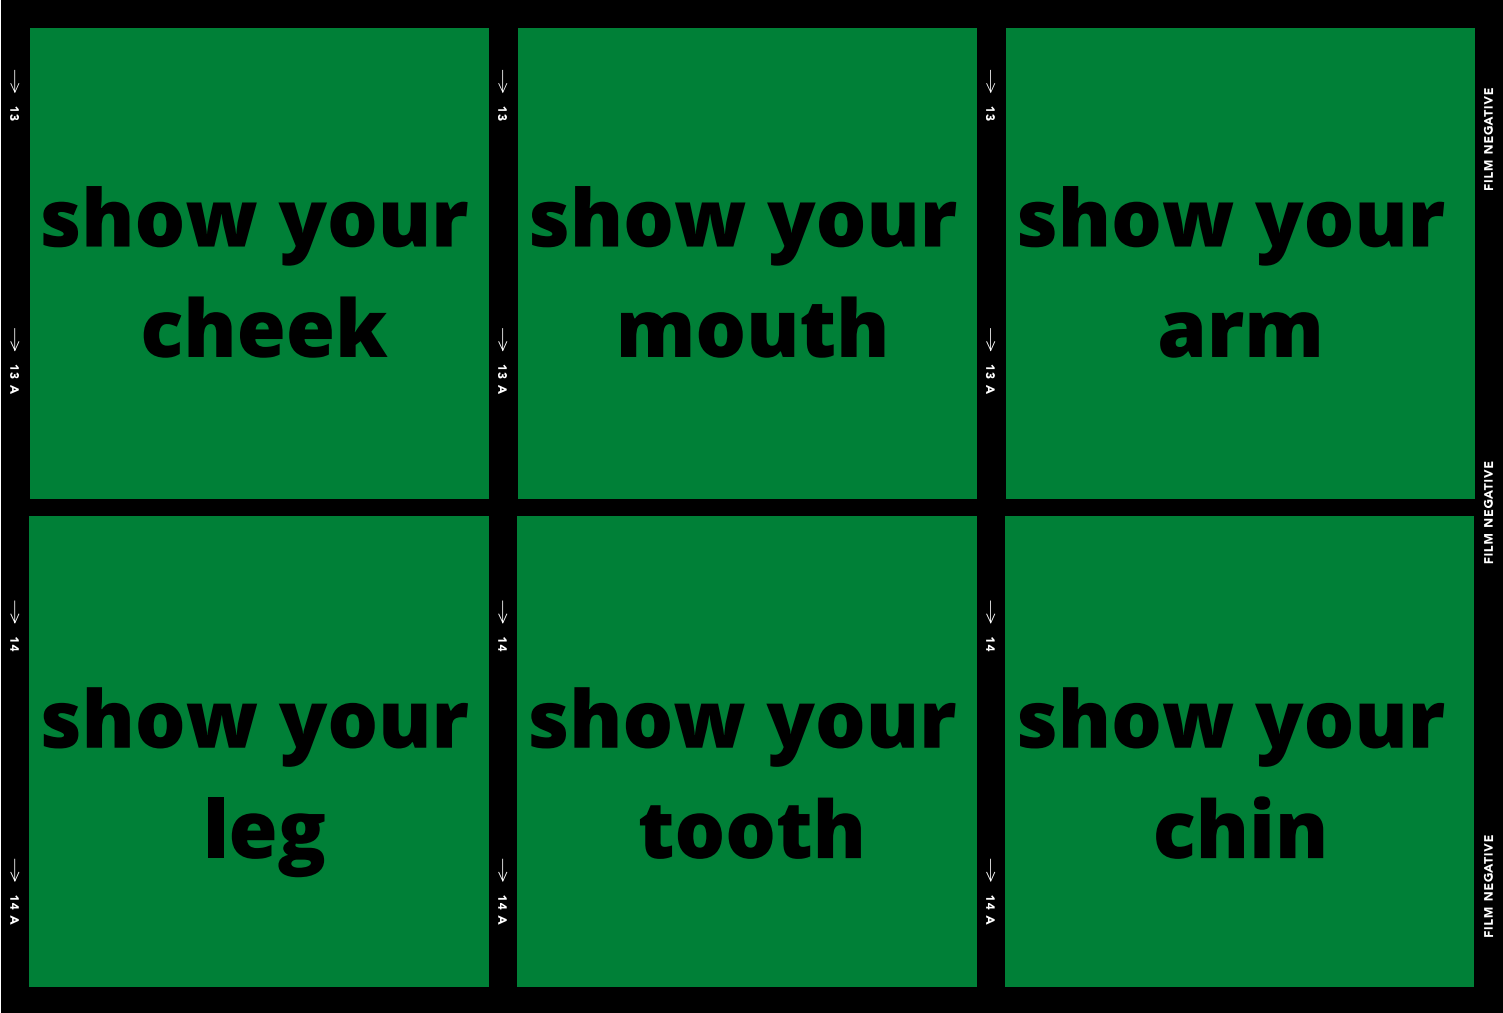 13
13
13
FILM NEGATIVE
show your
cheek
show your
mouth
show your
arm
13 A
13 A
13 A
FILM NEGATIVE
14
14
14
show your
leg
show your
tooth
show your
chin
14 A
14 A
14 A
FILM NEGATIVE